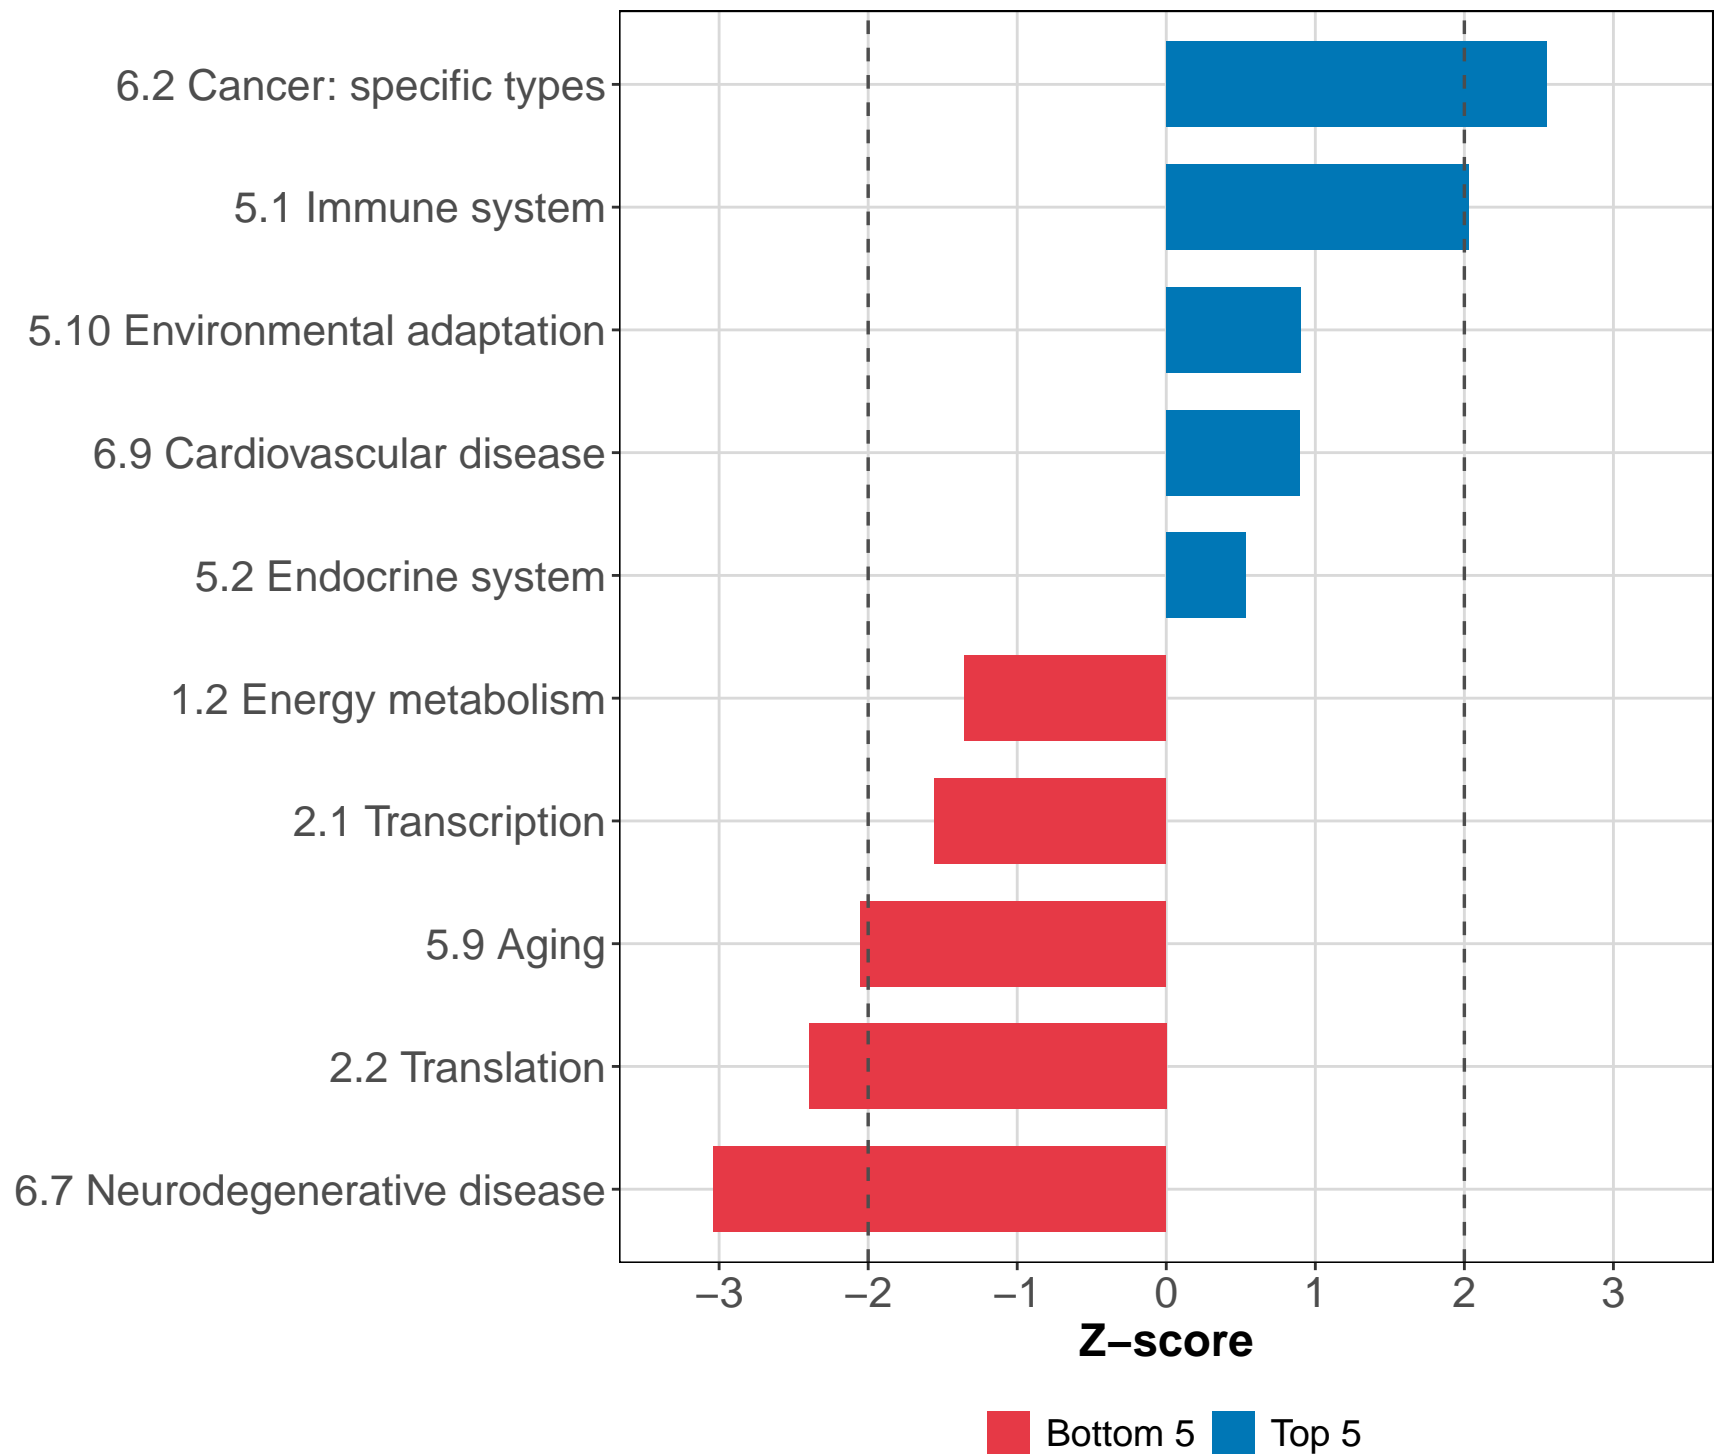 6.2 Cancer: specific types
5.1 Immune system
5.10 Environmental adaptation
6.9 Cardiovascular disease
5.2 Endocrine system
1.2 Energy metabolism
2.1 Transcription
5.9 Aging
2.2 Translation
6.7 Neurodegenerative disease
−3 −2 −1 0 1 2 3
Z−score
Bottom 5 Top 5